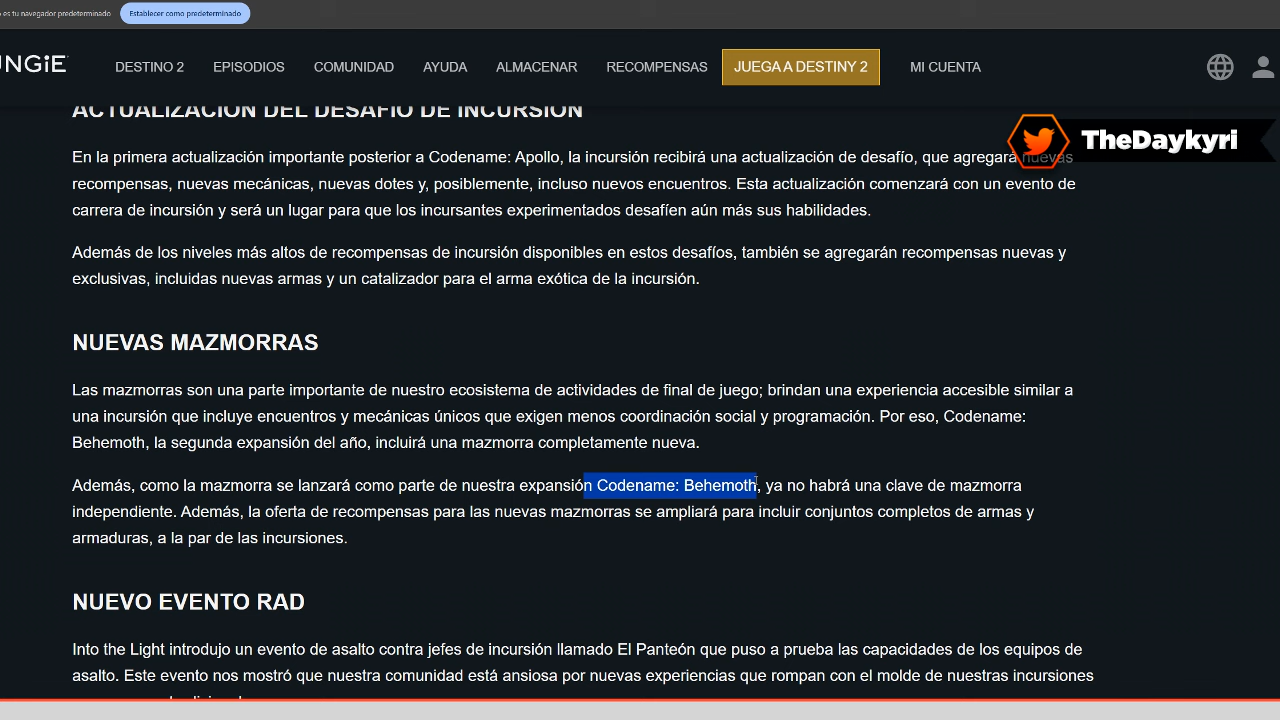 es tu navegador predeterminado
Establecer como predeterminado
NGiE
DESTINO 2
EPISODIOS
COMUNIDAD
AYUDA
ALMACENAR
RECOMPENSAS
JUEGA A DESTINY 2
MI CUENTA
ACTUALIZACIÓN DEL DESAFÍO DE INCURSIÓN
TheDaykyri
En la primera actualización importante posterior a Codename: Apollo, la incursión recibirá una actualización de desafío, que agregará nuevas
recompensas, nuevas mecánicas, nuevas dotes y, posiblemente, incluso nuevos encuentros. Esta actualización comenzará con un evento de
carrera de incursión y será un lugar para que los incursantes experimentados desafíen aún más sus habilidades.
Además de los niveles más altos de recompensas de incursión disponibles en estos desafíos, también se agregarán recompensas nuevas y
exclusivas, incluidas nuevas armas y un catalizador para el arma exótica de la incursión.
NUEVAS MAZMORRAS
Las mazmorras son una parte importante de nuestro ecosistema de actividades de final de juego; brindan una experiencia accesible similar a
una incursión que incluye encuentros y mecánicas únicos que exigen menos coordinación social y programación. Por eso, Codename:
Behemoth, la segunda expansión del año, incluirá una mazmorra completamente nueva.
Además, como la mazmorra se lanzará como parte de nuestra expansión Codename: Behemoth, ya no habrá una clave de mazmorra
independiente. Además, la oferta de recompensas para las nuevas mazmorras se ampliará para incluir conjuntos completos de armas y
armaduras, a la par de las incursiones.
NUEVO EVENTO RAD
Into the Light introdujo un evento de asalto contra jefes de incursión llamado El Panteón que puso a prueba las capacidades de los equipos de
asalto. Este evento nos mostró que nuestra comunidad está ansiosa por nuevas experiencias que rompan con el molde de nuestras incursiones